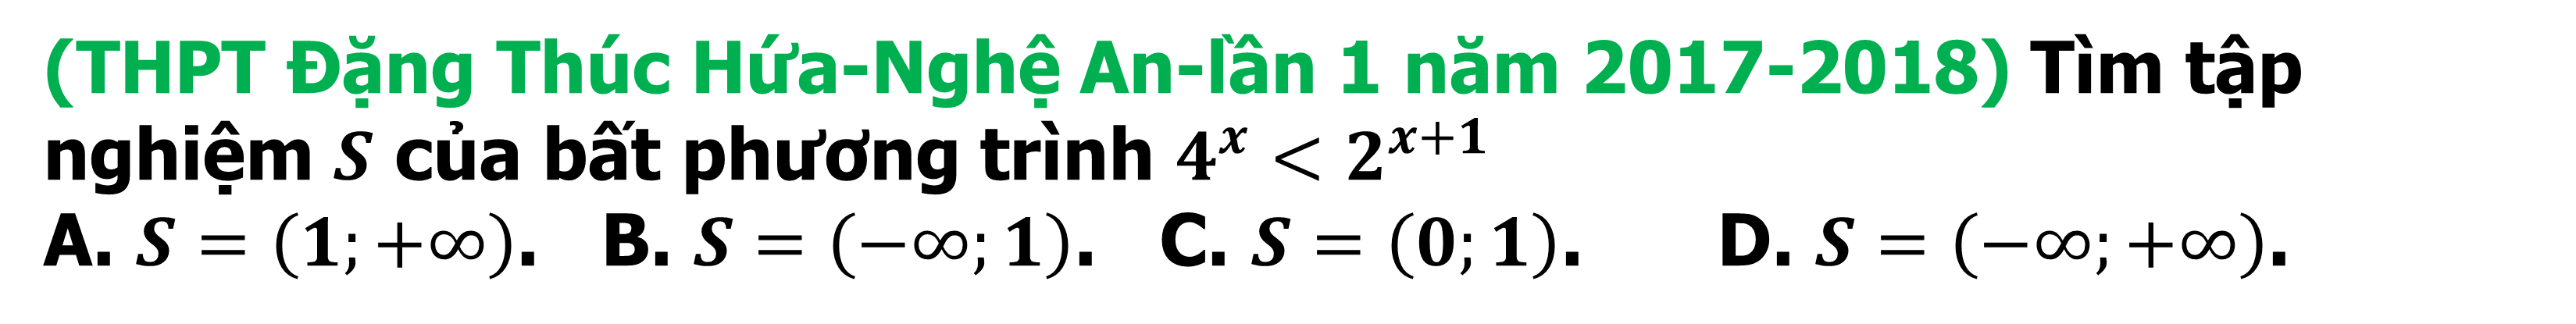 (THPT Đặng Thúc Hứa-Nghệ An-lần 1 năm 2017-2018) Tìm tập
nghiệm S của bất phương trình 4^x < 2^{x+1}
A. S = (1; +∞). B. S = (−∞; 1). C. S = (0; 1). D. S = (−∞; +∞).